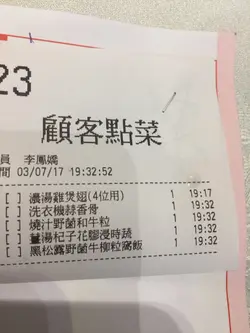 23
顧客點菜
員 李鳳嬌
間 03/07/17 19:32:52
[ ] 濃湯雞煲翅(4位用) 1 19:17
[ ] 洗衣機蒜香骨 1 19:32
[ ] 燒汁野菌和牛粒 1 19:32
[ ] 薑湯杞子花膠浸時蔬 1 19:32
[ ] 黑松露野菌牛柳粒窩飯 1 19:32